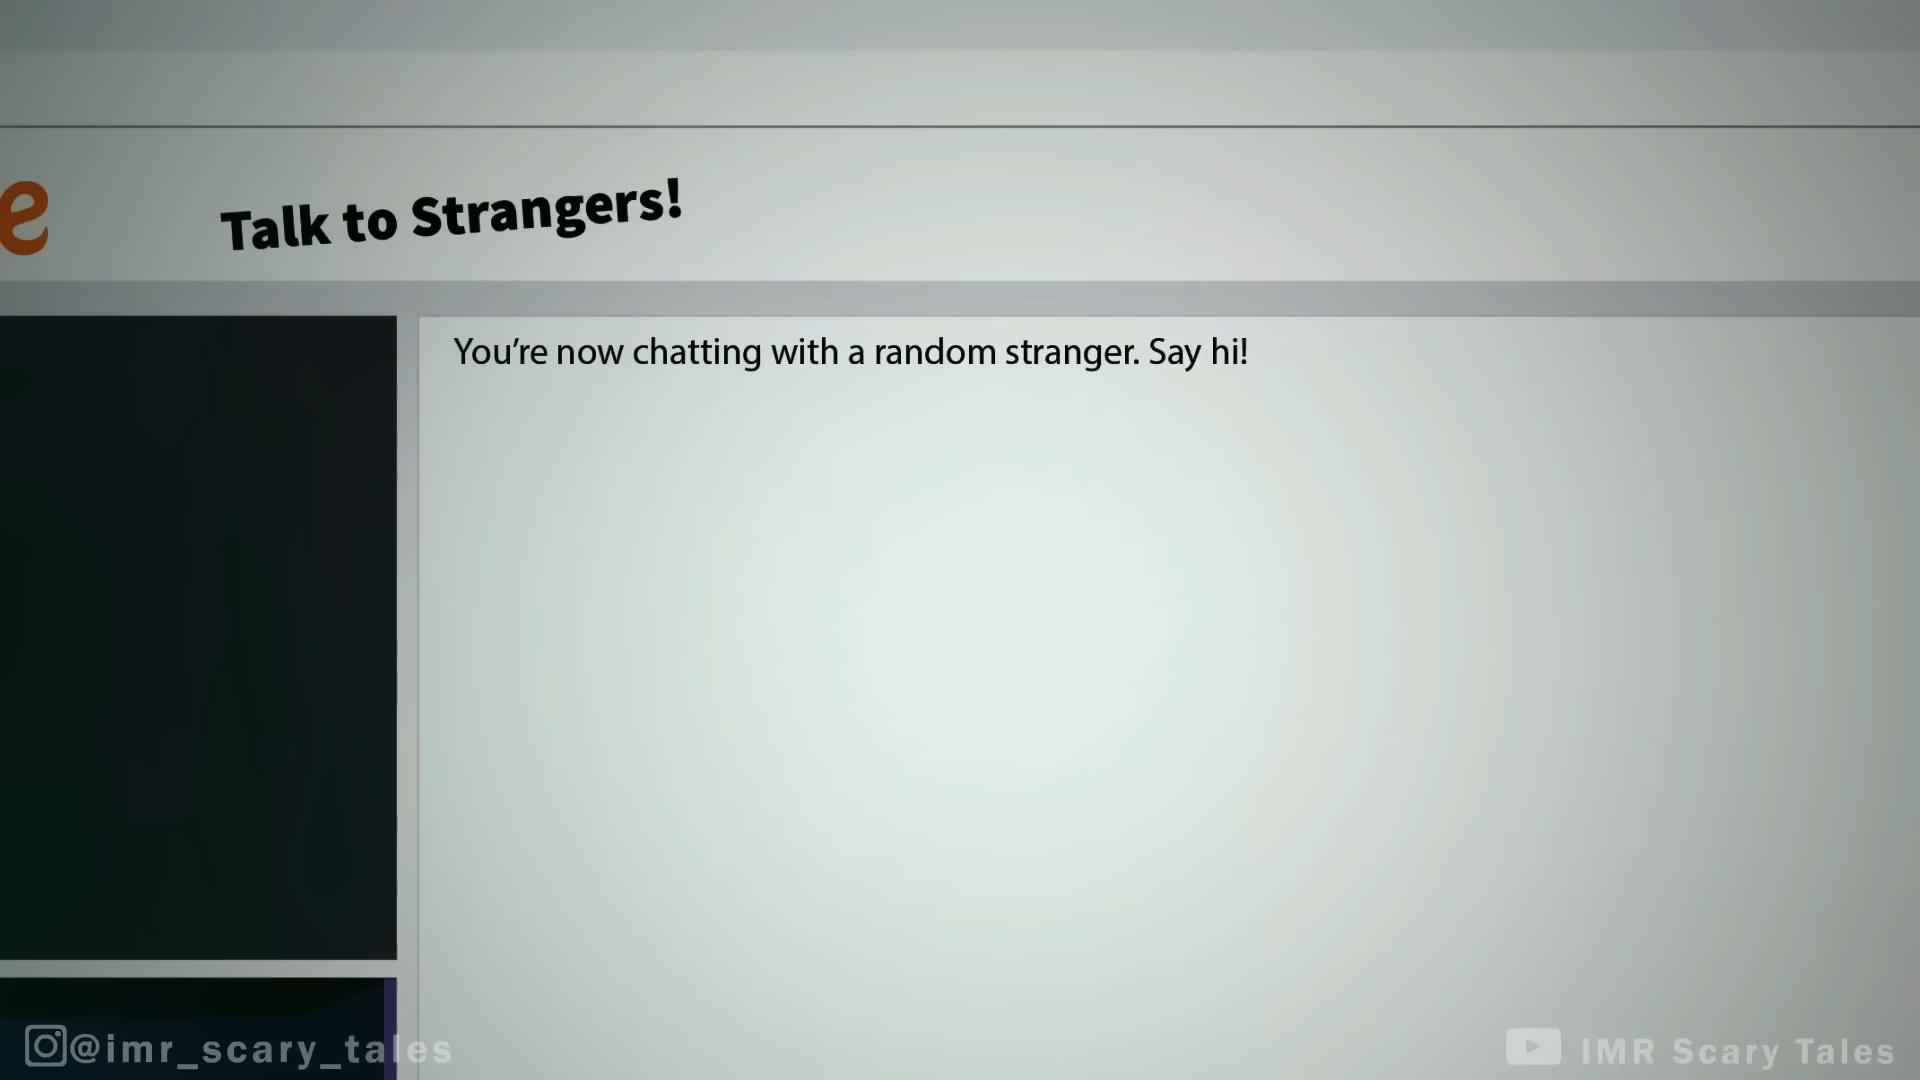 e
Talk to Strangers!
You're now chatting with a random stranger. Say hi!
@imr_scary_tales
IMR Scary Tales